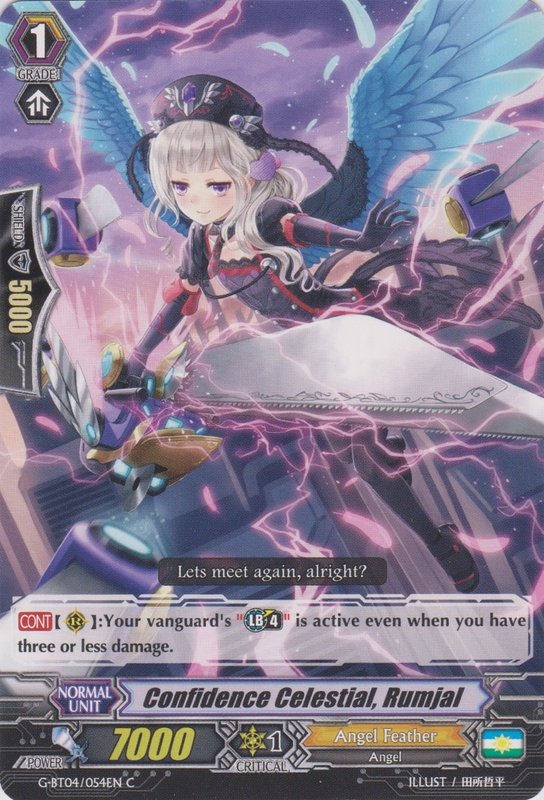 1
GRADE
SHIELD
5000
Lets meet again, alright?
CONT【 R 】:Your vanguard's "LB4" is active even when you have
three or less damage.
NORMAL
UNIT
Confidence Celestial, Rumjal
POWER
7000
1
CRITICAL
Angel Feather
Angel
G-BT04/054EN C
ILLUST / 田所哲平